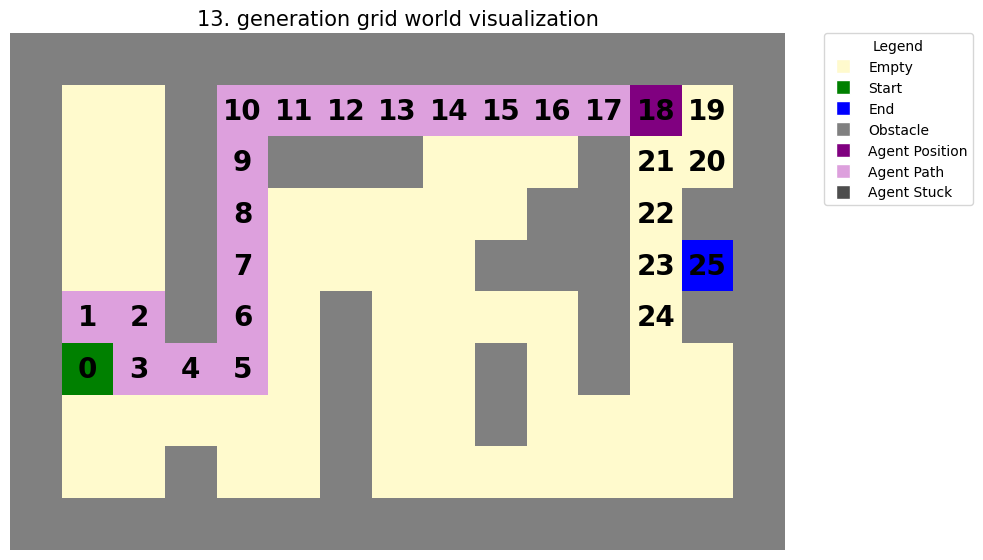 13. generation grid world visualization
10 11 12 13 14 15 16 17 18 19
9 21 20
8 22
7 23 25
1 2 6 24
0 3 4 5
Legend
Empty
Start
End
Obstacle
Agent Position
Agent Path
Agent Stuck